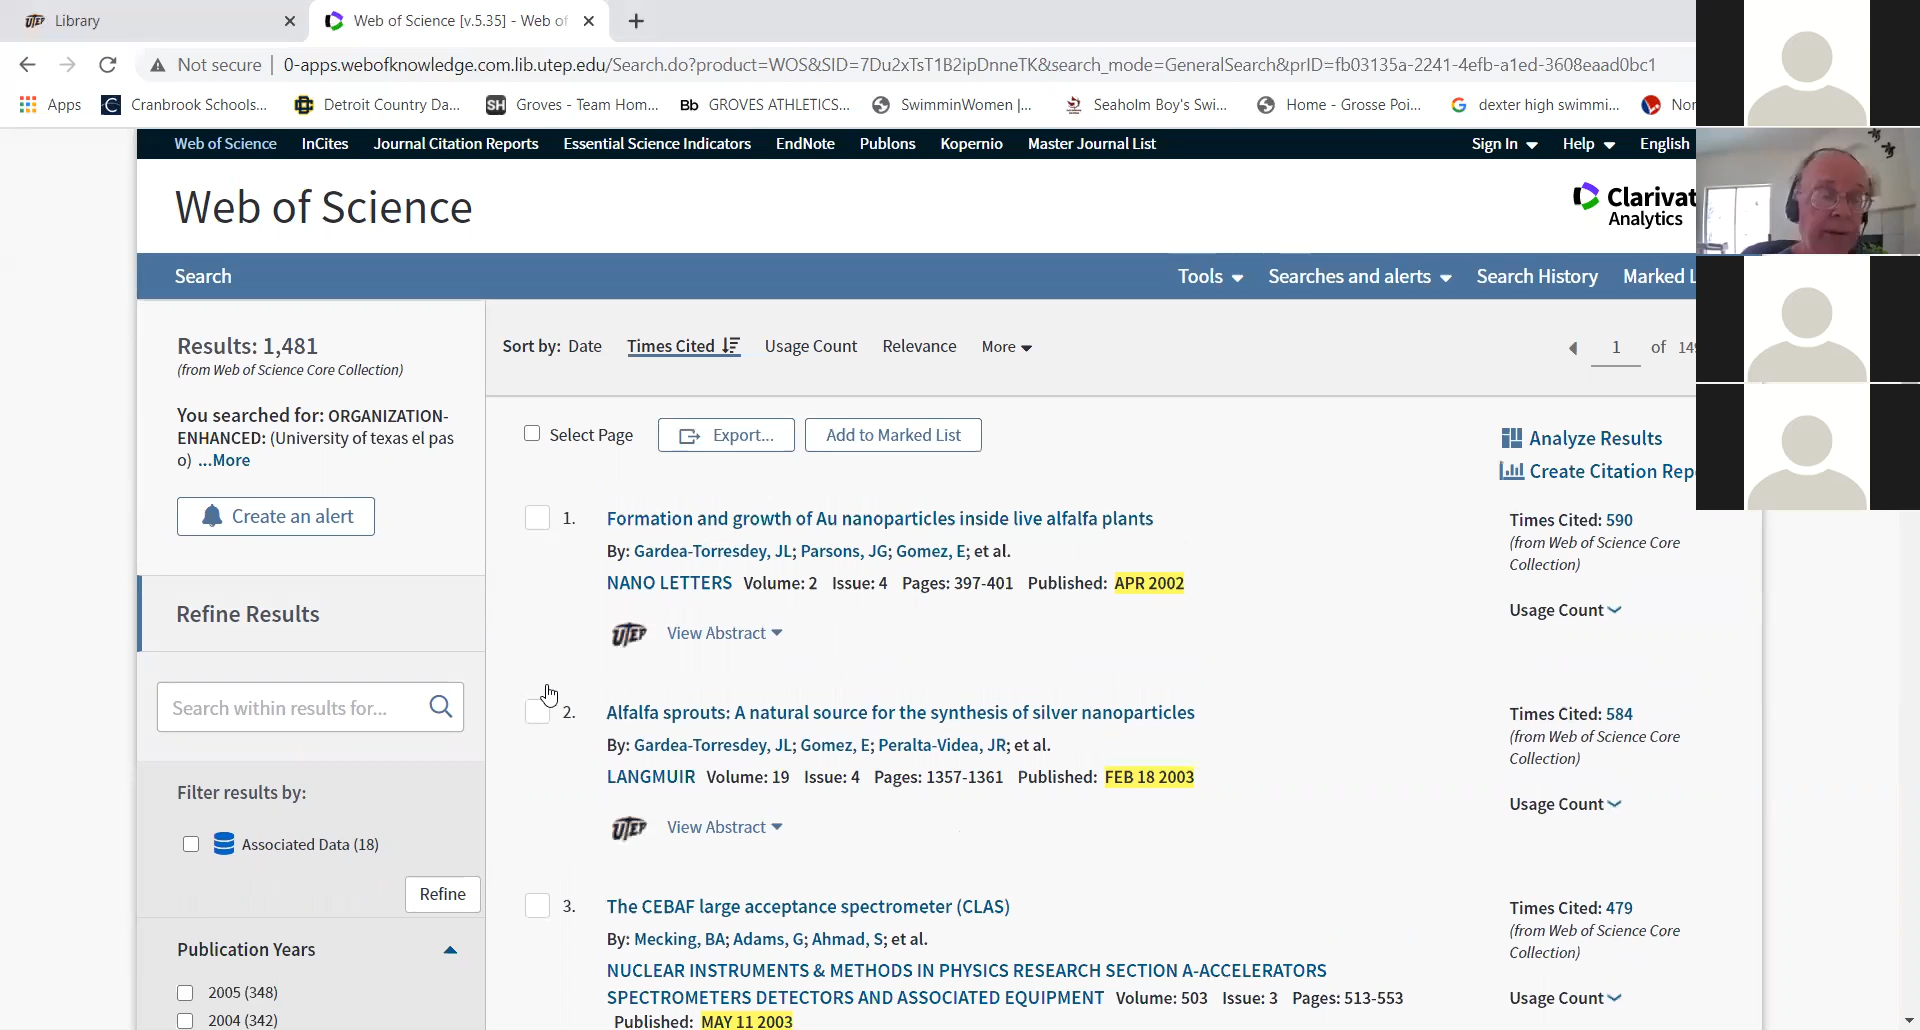 Library
Web of Science [v.5.35] - Web of
Not secure
0-apps.webofknowledge.com.lib.utep.edu/Search.do?product=WOS&SID=7Du2xTsT1B2ipDnneTK&search_mode=GeneralSearch&prID=fb03135a-2241-4efb-a1ed-3608eaad0bc1
Apps Cranbrook Schools... Detroit Country Da... SH Groves - Team Hom... Bb GROVES ATHLETICS... SwimminWomen |... Seaholm Boy's Swi... Home - Grosse Poi... dexter high swimmi... Nor
Web of Science InCites Journal Citation Reports Essential Science Indicators EndNote Publons Kopernio Master Journal List Sign In Help English
Web of Science
Clarivat
Analytics
Search Tools Searches and alerts Search History Marked L
Results: 1,481
(from Web of Science Core Collection)
You searched for: ORGANIZATION-
ENHANCED: (University of texas el pas
o) ...More
Create an alert
Refine Results
Search within results for...
Filter results by:
Associated Data (18)
Refine
Publication Years
2005 (348)
2004 (342)
Sort by: Date Times Cited Usage Count Relevance More
1 of 149
Select Page Export... Add to Marked List
Analyze Results
Create Citation Rep
1. Formation and growth of Au nanoparticles inside live alfalfa plants
By: Gardea-Torresdey, JL; Parsons, JG; Gomez, E; et al.
NANO LETTERS Volume: 2 Issue: 4 Pages: 397-401 Published: APR 2002
UTEP View Abstract
Times Cited: 590
(from Web of Science Core
Collection)
Usage Count
2. Alfalfa sprouts: A natural source for the synthesis of silver nanoparticles
By: Gardea-Torresdey, JL; Gomez, E; Peralta-Videa, JR; et al.
LANGMUIR Volume: 19 Issue: 4 Pages: 1357-1361 Published: FEB 18 2003
UTEP View Abstract
Times Cited: 584
(from Web of Science Core
Collection)
Usage Count
3. The CEBAF large acceptance spectrometer (CLAS)
By: Mecking, BA; Adams, G; Ahmad, S; et al.
NUCLEAR INSTRUMENTS & METHODS IN PHYSICS RESEARCH SECTION A-ACCELERATORS
SPECTROMETERS DETECTORS AND ASSOCIATED EQUIPMENT Volume: 503 Issue: 3 Pages: 513-553
Published: MAY 11 2003
Times Cited: 479
(from Web of Science Core
Collection)
Usage Count